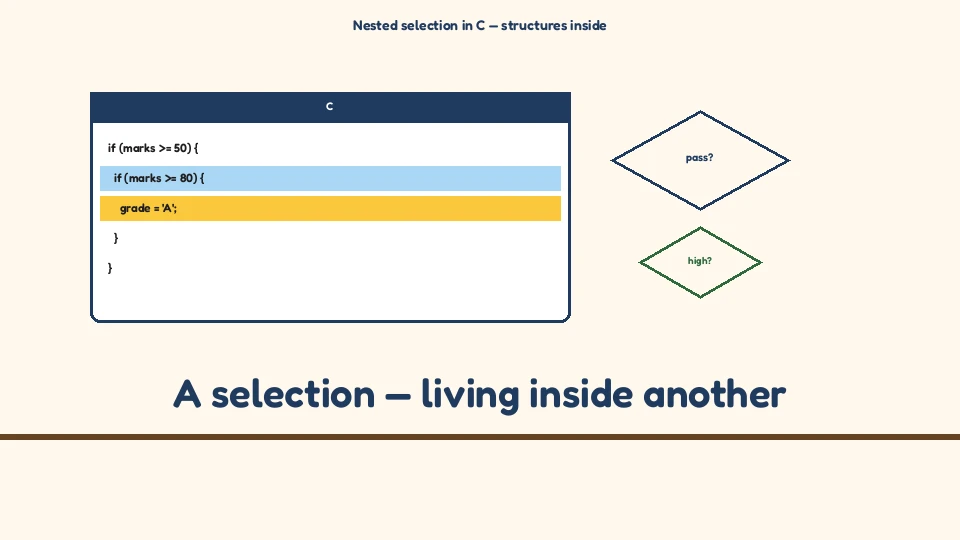 Nested selection in C — structures inside
C
if (marks >= 50) {
if (marks >= 80) {
grade = 'A';
}
}
pass?
high?
A selection — living inside another